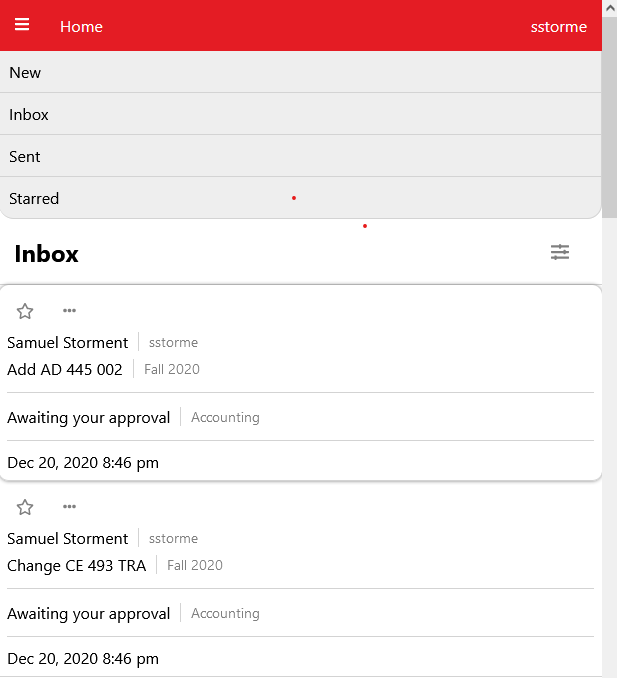 Home sstorme
New
Inbox
Sent
Starred
Inbox
Samuel Storment sstorme
Add AD 445 002 Fall 2020
Awaiting your approval Accounting
Dec 20, 2020 8:46 pm
Samuel Storment sstorme
Change CE 493 TRA Fall 2020
Awaiting your approval Accounting
Dec 20, 2020 8:46 pm